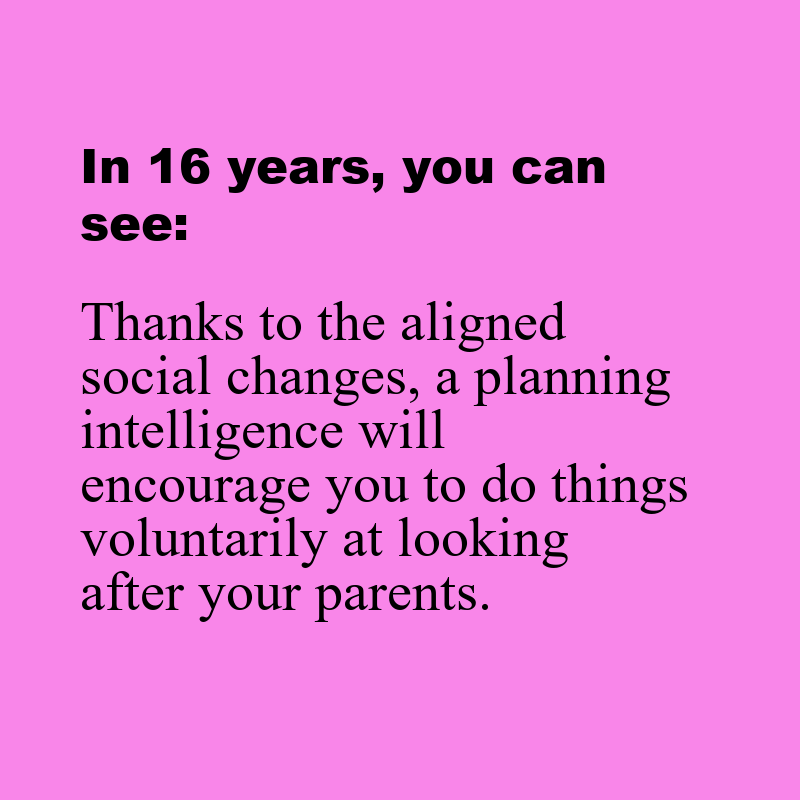 In 16 years, you can
see:
Thanks to the aligned
social changes, a planning
intelligence will
encourage you to do things
voluntarily at looking
after your parents.